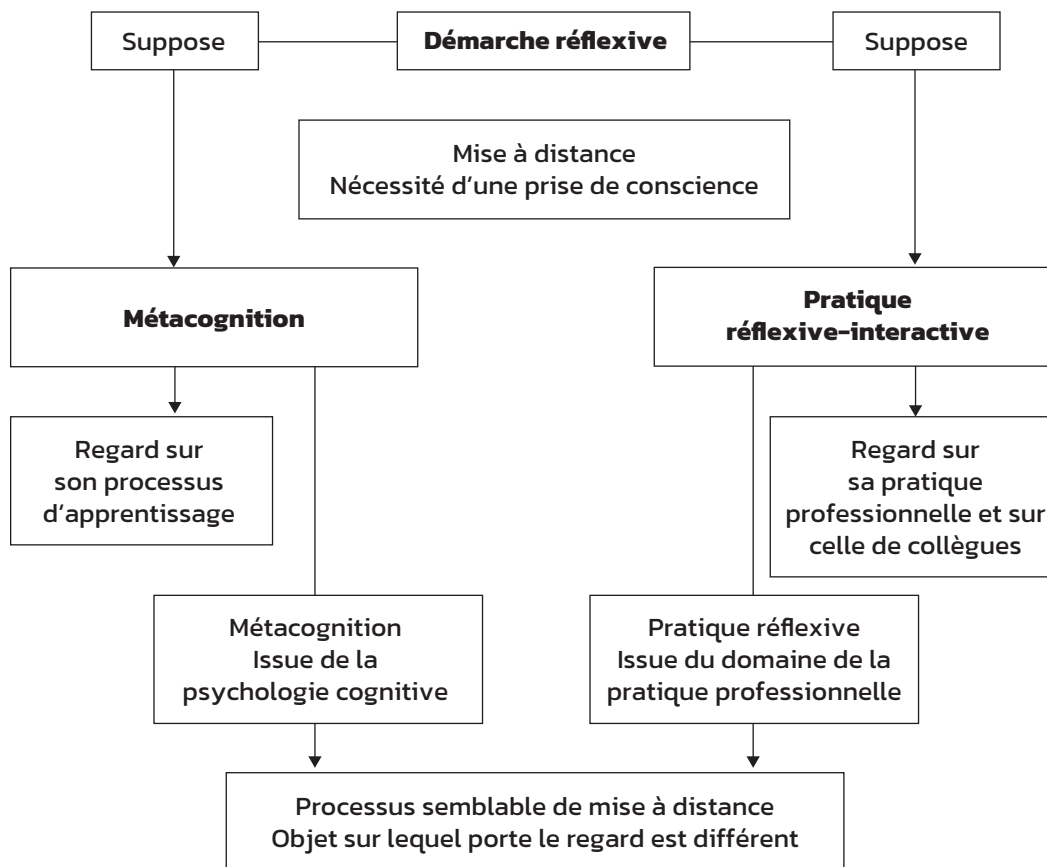 Suppose
Démarche réflexive
Suppose
Mise à distance
Nécessité d’une prise de conscience
Métacognition
Pratique
réflexive-interactive
Regard sur
son processus
d’apprentissage
Regard sur
sa pratique
professionnelle et sur
celle de collègues
Métacognition
Issue de la
psychologie cognitive
Pratique réflexive
Issue du domaine de la
pratique professionnelle
Processus semblable de mise à distance
Objet sur lequel porte le regard est différent